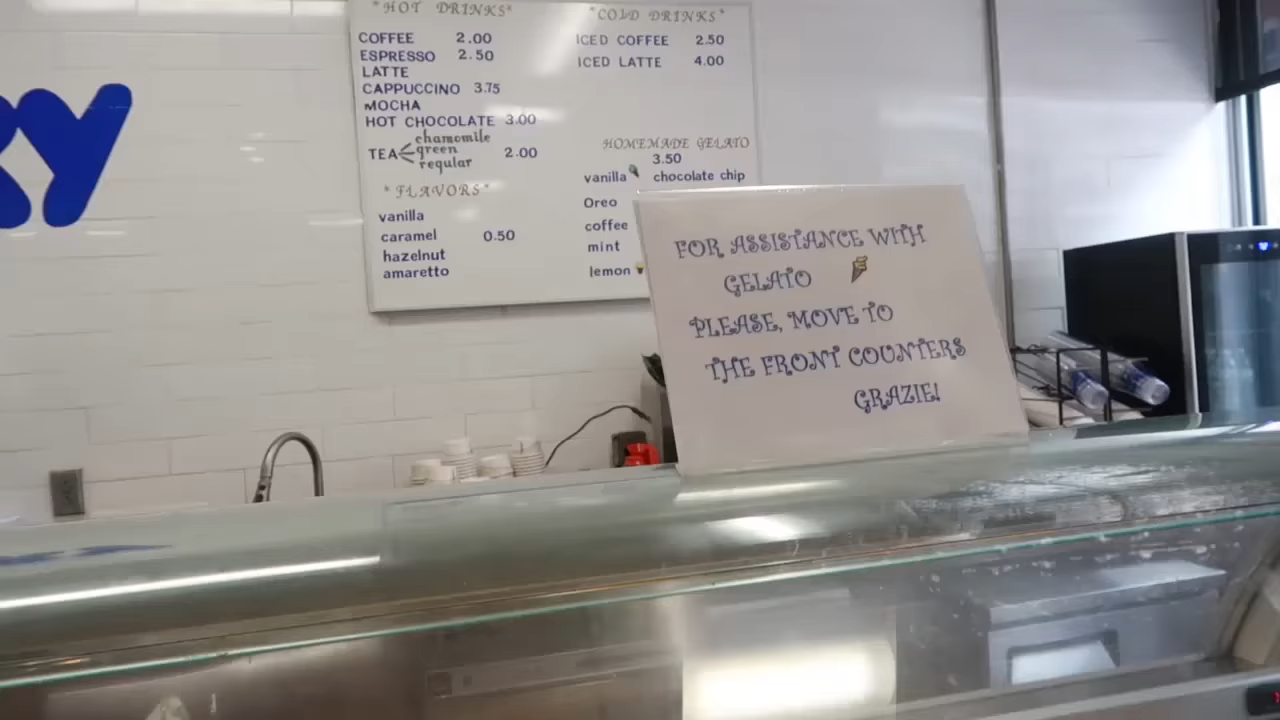 *HOT DRINKS*
COFFEE 2.00
ESPRESSO 2.50
LATTE
CAPPUCCINO 3.75
MOCHA
HOT CHOCOLATE 3.00
chamomile
TEA green 2.00
regular
*FLAVORS*
vanilla
caramel 0.50
hazelnut
amaretto
*COLD DRINKS*
ICED COFFEE 2.50
ICED LATTE 4.00
HOMEMADE GELATO
3.50
vanilla chocolate chip
Oreo
coffee
mint
lemon
FOR ASSISTANCE WITH
GELATO
PLEASE, MOVE TO
THE FRONT COUNTERS
GRAZIE!